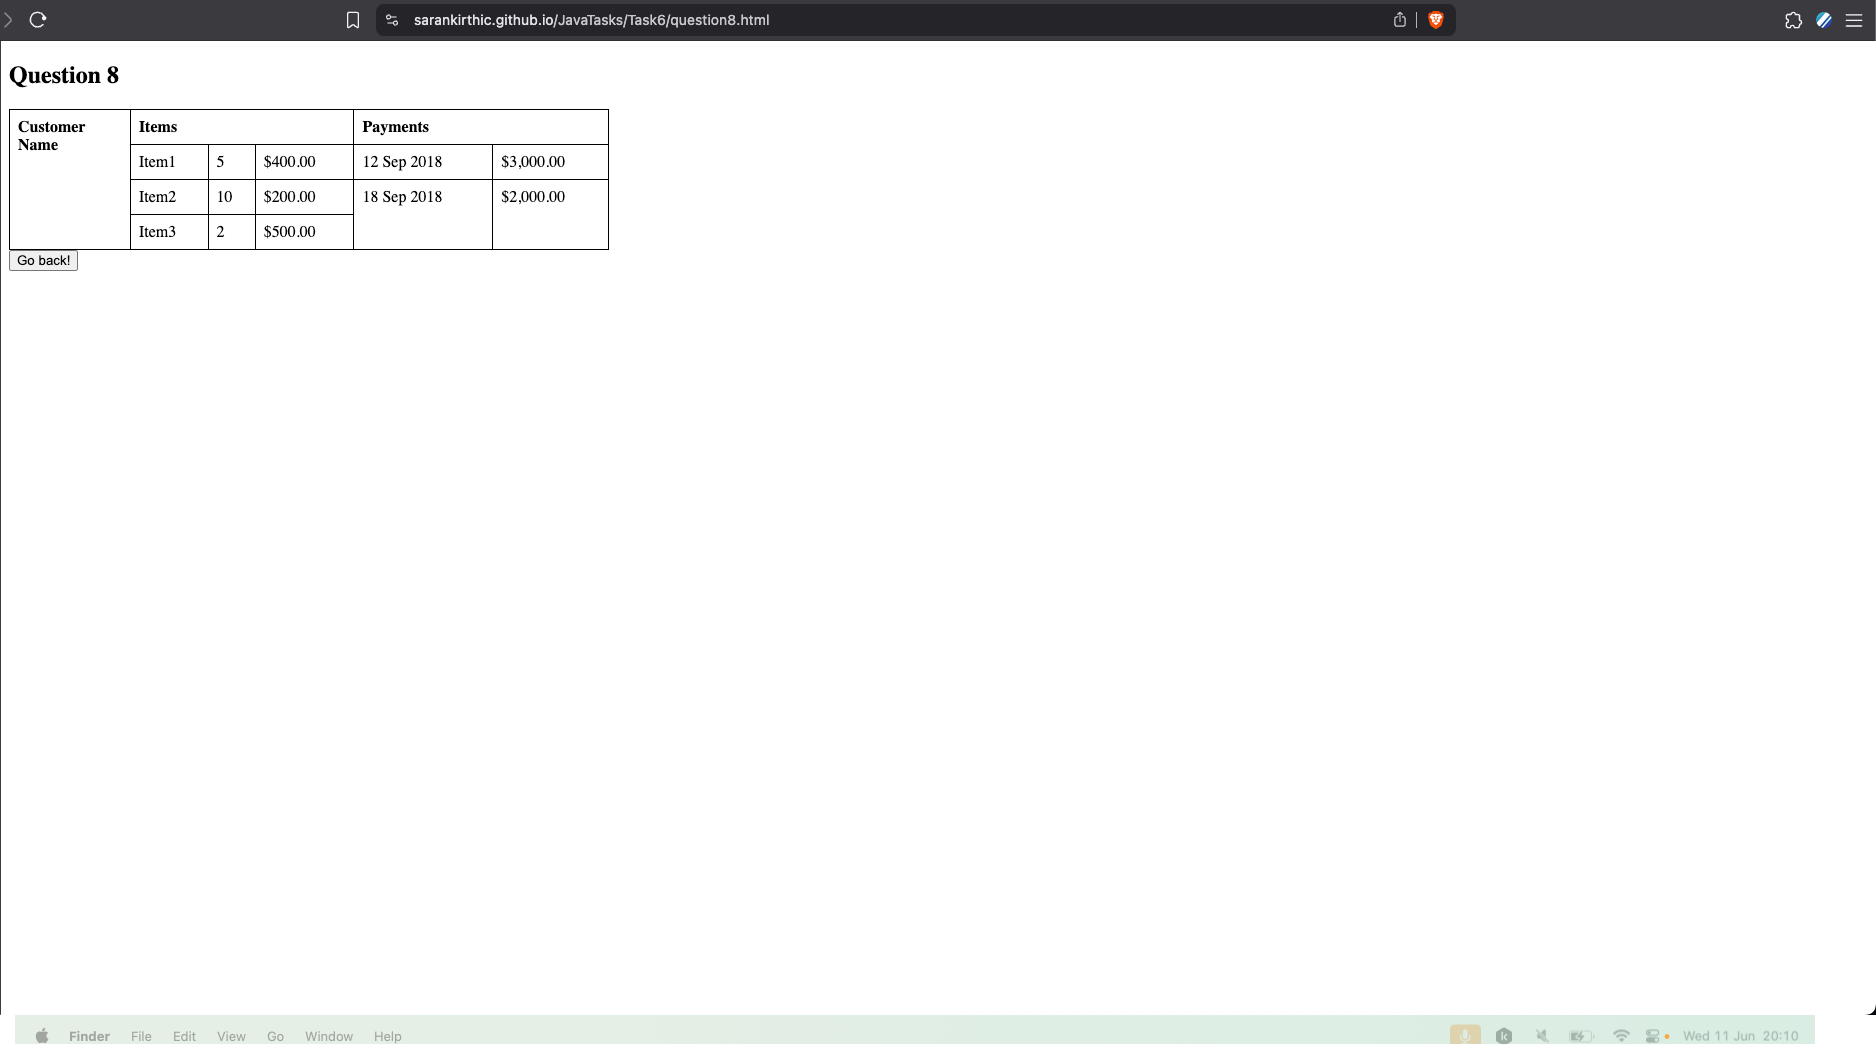 sarankirthic.github.io/JavaTasks/Task6/question8.html
Question 8
Customer Name
Items
Payments
Item1 5 $400.00 12 Sep 2018 $3,000.00
Item2 10 $200.00 18 Sep 2018 $2,000.00
Item3 2 $500.00
Go back!
Finder File Edit View Go Window Help Wed 11 Jun 20:10